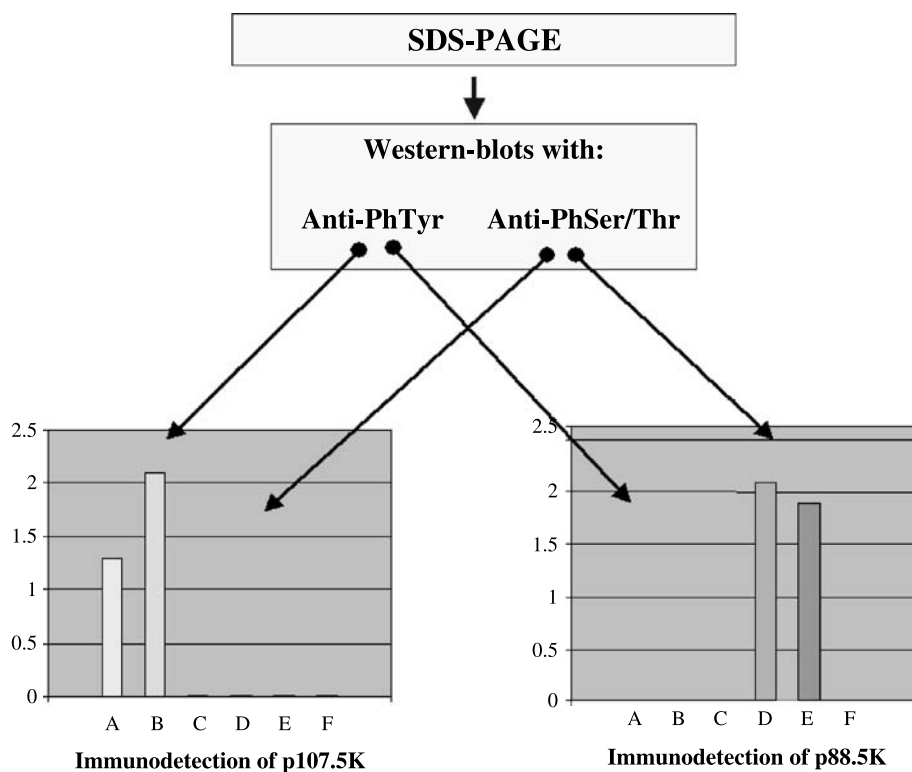 SDS-PAGE
Western-blots with:
Anti-PhTyr Anti-PhSer/Thr
2.5
2
1.5
1
0.5
0
A B C D E F
Immunodetection of p107.5K
2.5
2
1.5
1
0.5
0
A B C D E F
Immunodetection of p88.5K